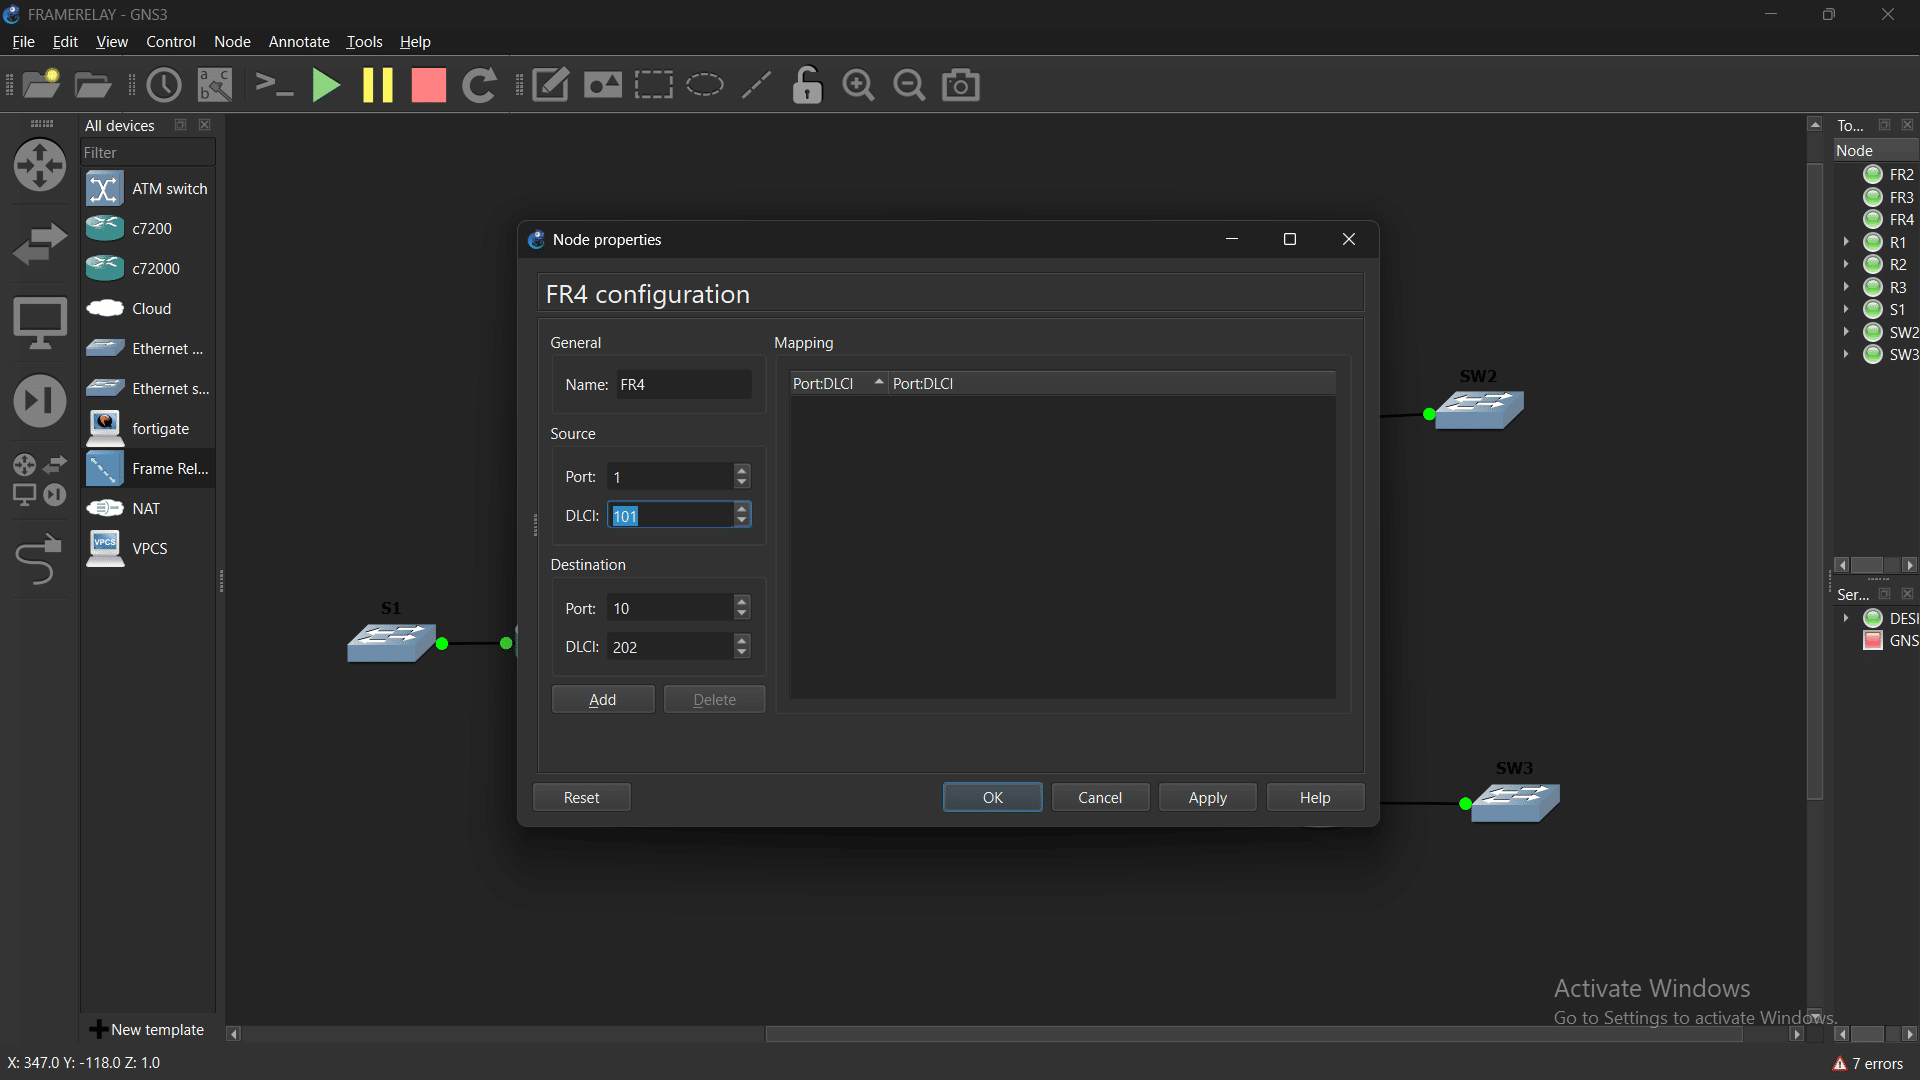 FRAMERELAY - GNS3
File Edit View Control Node Annotate Tools Help
All devices
Filter
ATM switch
c7200
c72000
Cloud
Ethernet ...
Ethernet s...
fortigate
Frame Rel...
NAT
VPCS
New template
S1
Node properties
FR4 configuration
General
Name: FR4
Source
Port: 1
DLCI: 101
Destination
Port: 10
DLCI: 202
Add Delete
Mapping
Port:DLCI Port:DLCI
Reset OK Cancel Apply Help
SW2
SW3
To...
Node
FR2
FR3
FR4
R1
R2
R3
S1
SW2
SW3
Ser...
DESI
GNS
Activate Windows
Go to Settings to activate Windows.
X: 347.0 Y: -118.0 Z: 1.0
7 errors